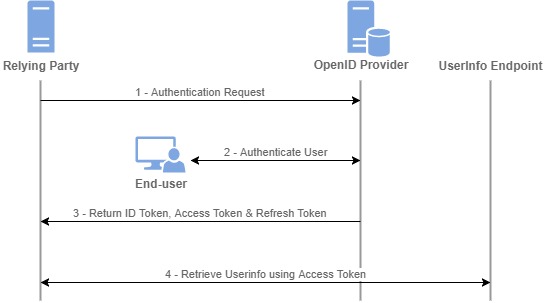 Relying Party
OpenID Provider
UserInfo Endpoint
1 - Authentication Request
2 - Authenticate User
End-user
3 - Return ID Token, Access Token & Refresh Token
4 - Retrieve Userinfo using Access Token